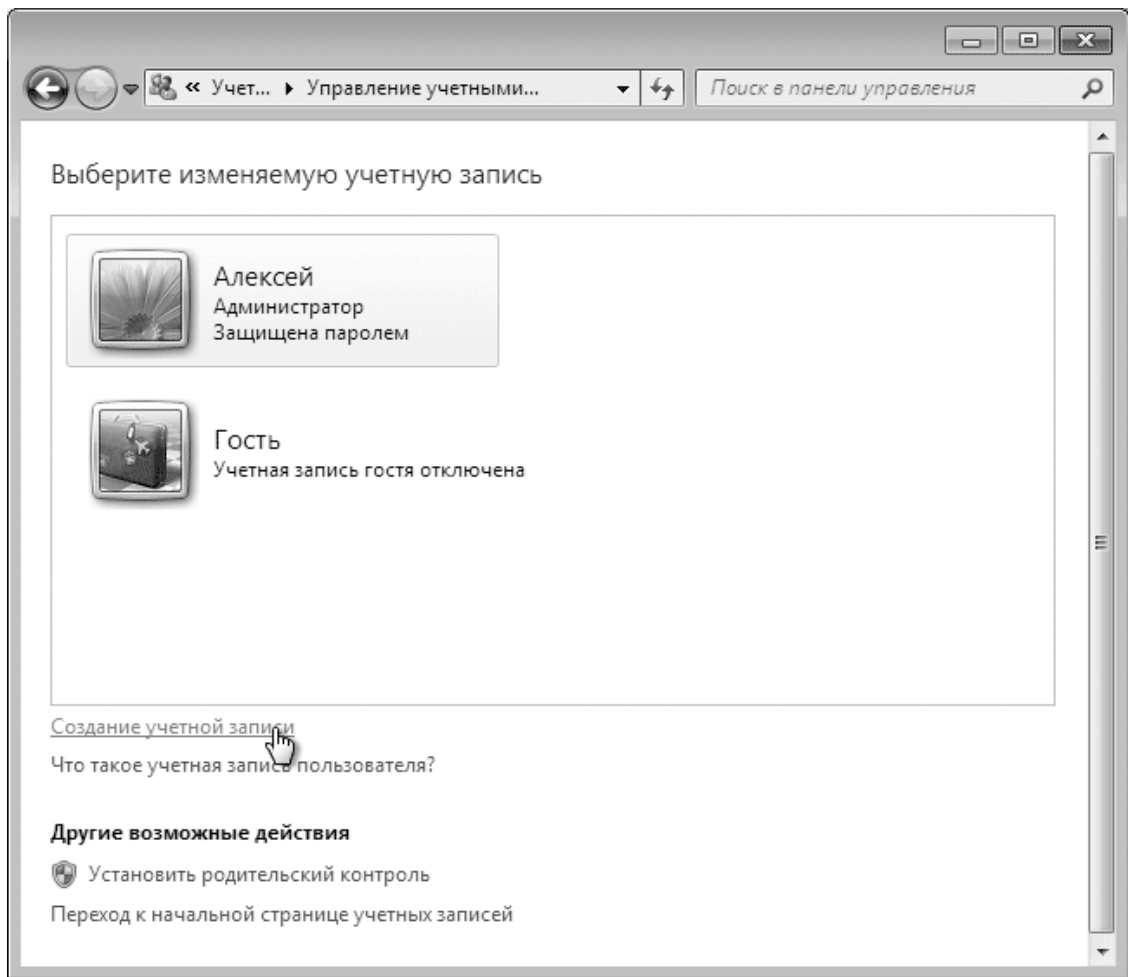 « Учет... Управление учетными... Поиск в панели управления
Выберите изменяемую учетную запись
Алексей
Администратор
Защищена паролем
Гость
Учетная запись гостя отключена
Создание учетной записи
Что такое учетная запись пользователя?
Другие возможные действия
Установить родительский контроль
Переход к начальной странице учетных записей